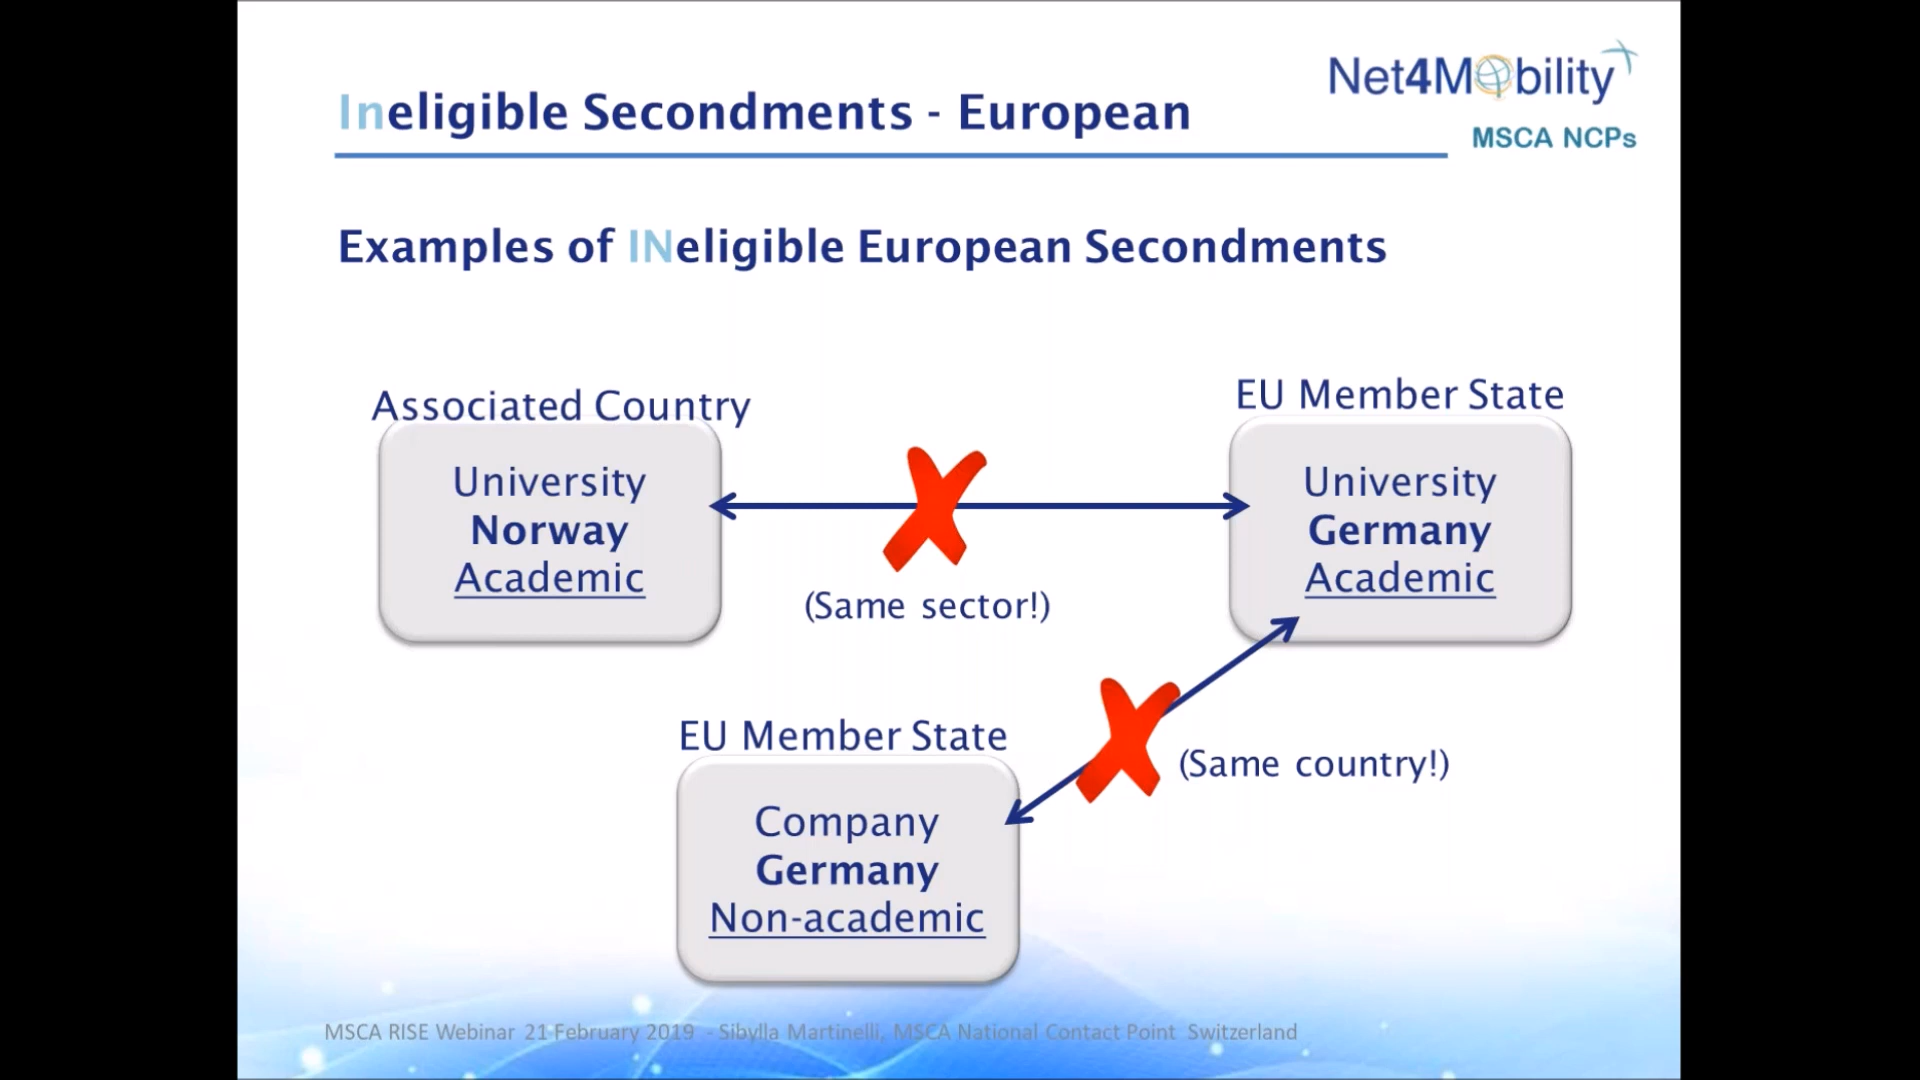 Net4Mobility
MSCA NCPs
Ineligible Secondments - European
Examples of INeligible European Secondments
Associated Country
University
Norway
Academic
(Same sector!)
EU Member State
University
Germany
Academic
(Same country!)
EU Member State
Company
Germany
Non-academic
MSCA RISE Webinar 21 February 2019 - Sibylla Martinelli, MSCA National Contact Point Switzerland